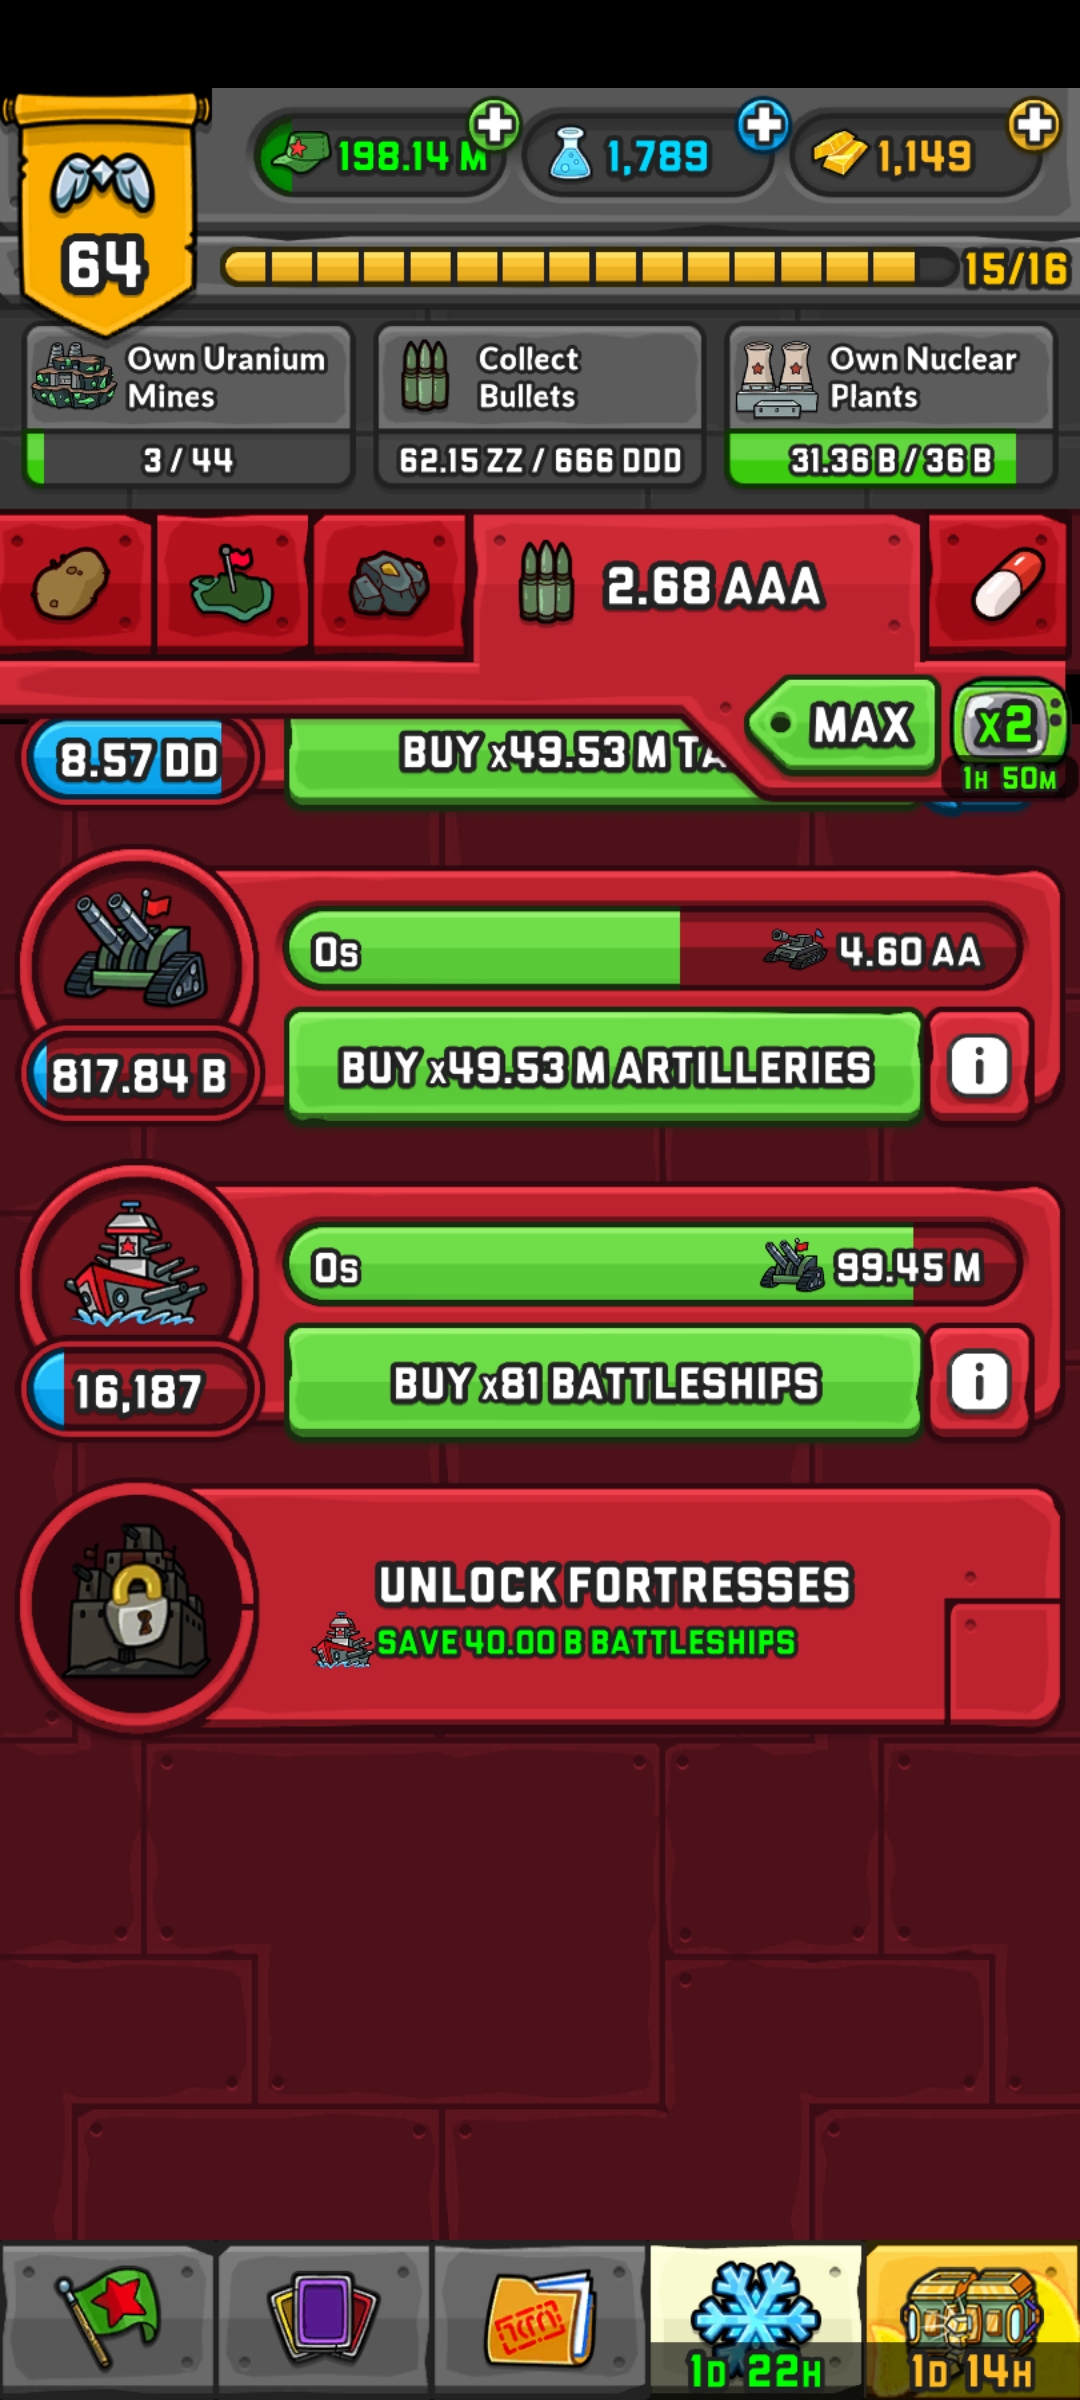 198.14 M
1,789
1,149
64
15/16
Own Uranium
Mines
3 / 44
Collect
Bullets
62.15 ZZ / 666 DDD
Own Nuclear
Plants
31.36 B / 36 B
2.68 AAA
MAX
X2
1H 50M
8.57 DD
BUY x49.53 M TA
0s
4.60 AA
817.84 B
BUY x49.53 M ARTILLERIES
i
0s
99.45 M
16,187
BUY x81 BATTLESHIPS
i
UNLOCK FORTRESSES
SAVE 40.00 B BATTLESHIPS
1D 22H
1D 14H